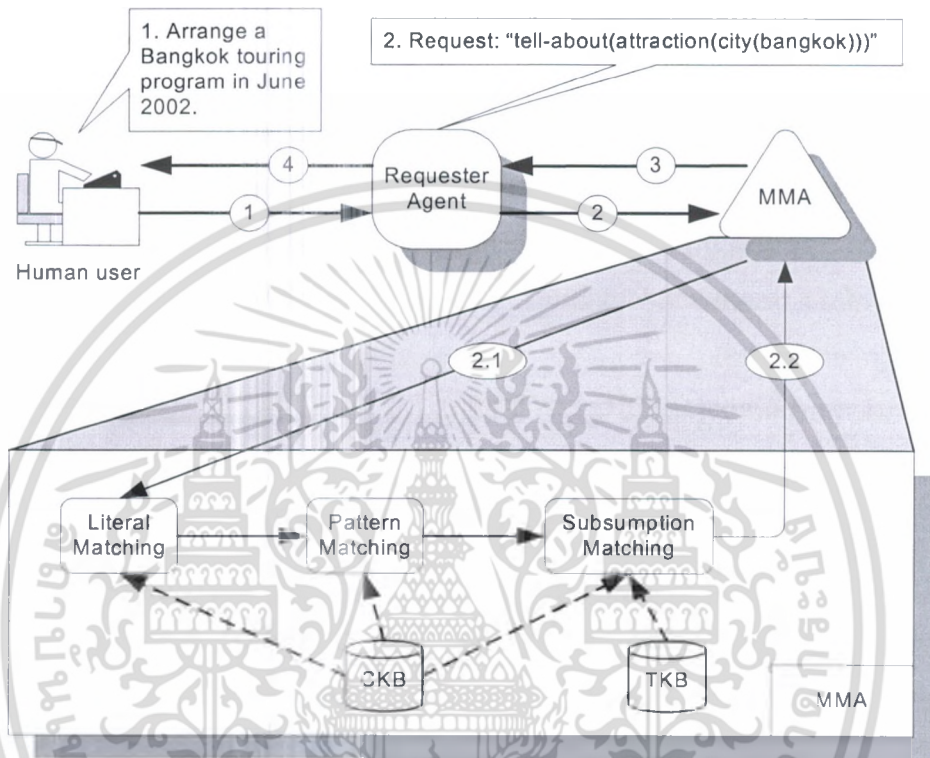 1. Arrange a
Bangkok touring
program in June
2002.
2. Request: “tell-about(attraction(city(bangkok)))”
4
3
Requester
Agent
MMA
1
2
Human user
2.1
2.2
Literal
Matching
Pattern
Matching
Subsumption
Matching
CKB
TKB
MMA